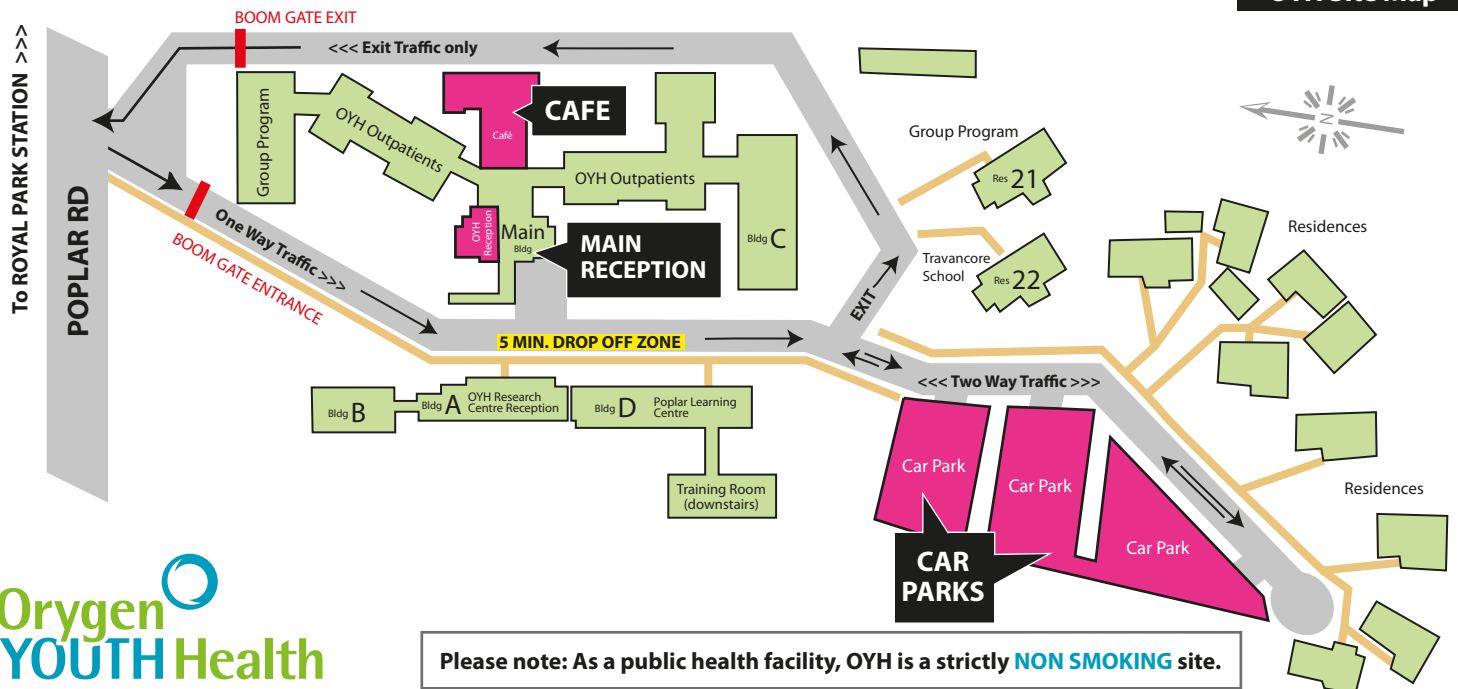 BOOM GATE EXIT
<<< Exit Traffic only
To ROYAL PARK STATION >>>
POPLAR RD
Group Program
OYH Outpatients
Café
CAFE
OYH Outpatients
Bldg C
OYH
Reception
Main
Bldg
MAIN
RECEPTION
One Way Traffic >>>
BOOM GATE ENTRANCE
5 MIN. DROP OFF ZONE
EXIT
Group Program
Res 21
Travancore
School
Res 22
N
Residences
<<< Two Way Traffic >>>
Bldg B
Bldg A
OYH Research
Centre Reception
Bldg D
Poplar Learning
Centre
Training Room
(downstairs)
Car Park
Car Park
Car Park
CAR
PARKS
Residences
Orygen
YOUTH Health
Please note: As a public health facility, OYH is a strictly NON SMOKING site.